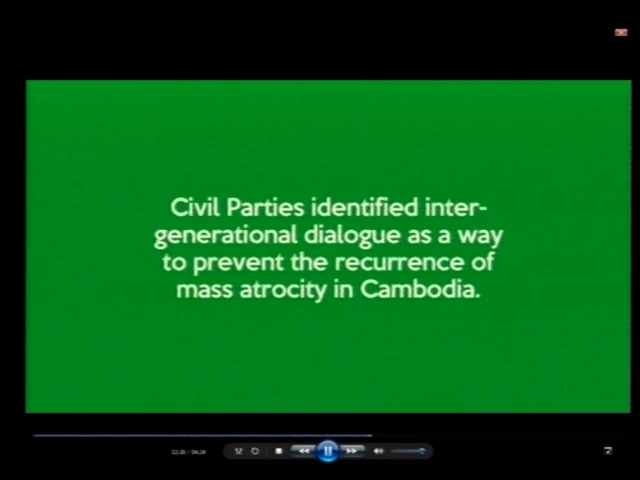 Civil Parties identified inter-
generational dialogue as a way
to prevent the recurrence of
mass atrocity in Cambodia.